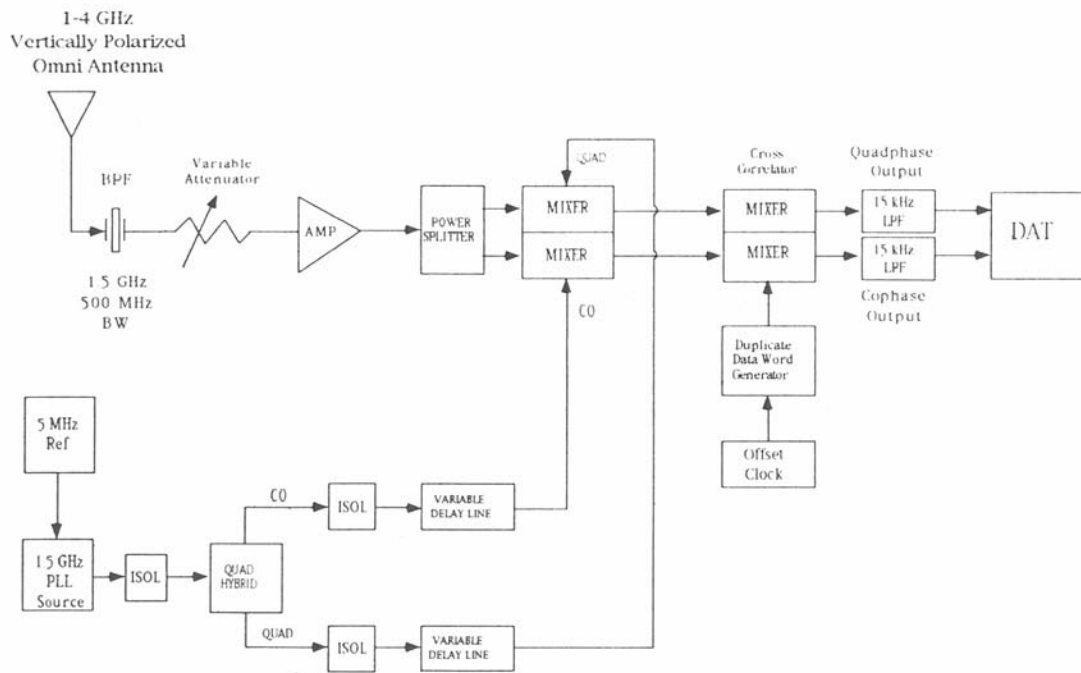 1-4 GHz
Vertically Polarized
Omni Antenna
BPF
Variable
Attenuator
1.5 GHz
500 MHz
BW
AMP
POWER
SPLITTER
QUAD
MIXER
MIXER
CO
Cross
Correlator
MIXER
MIXER
Quadphase
Output
15 kHz
LPF
15 kHz
LPF
Cophase
Output
DAT
Duplicate
Data Word
Generator
Offset
Clock
5 MHz
Ref
1.5 GHz
PLL
Source
ISOL
QUAD
HYBRID
CO
ISOL
VARIABLE
DELAY LINE
QUAD
ISOL
VARIABLE
DELAY LINE